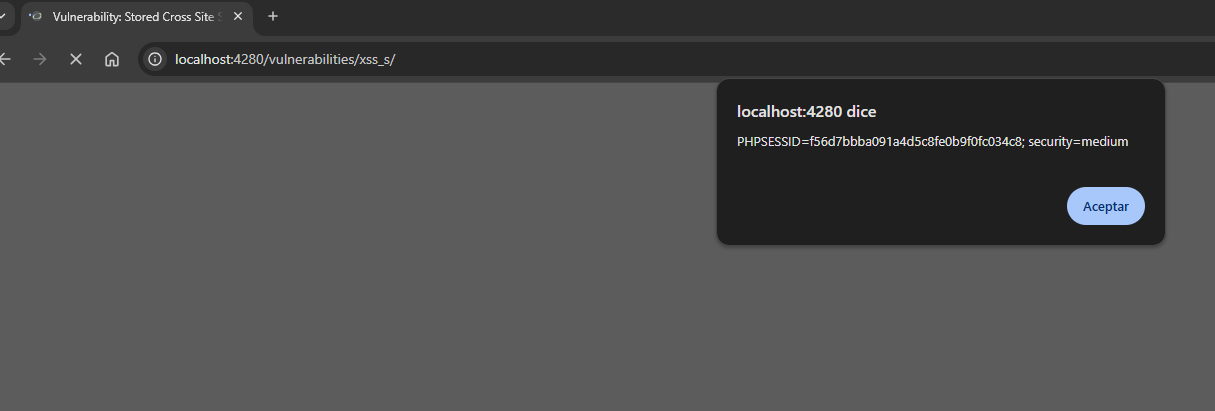 Vulnerability: Stored Cross Site S
localhost:4280/vulnerabilities/xss_s/
localhost:4280 dice
PHPSESSID=f56d7bbba091a4d5c8fe0b9f0fc034c8; security=medium
Aceptar